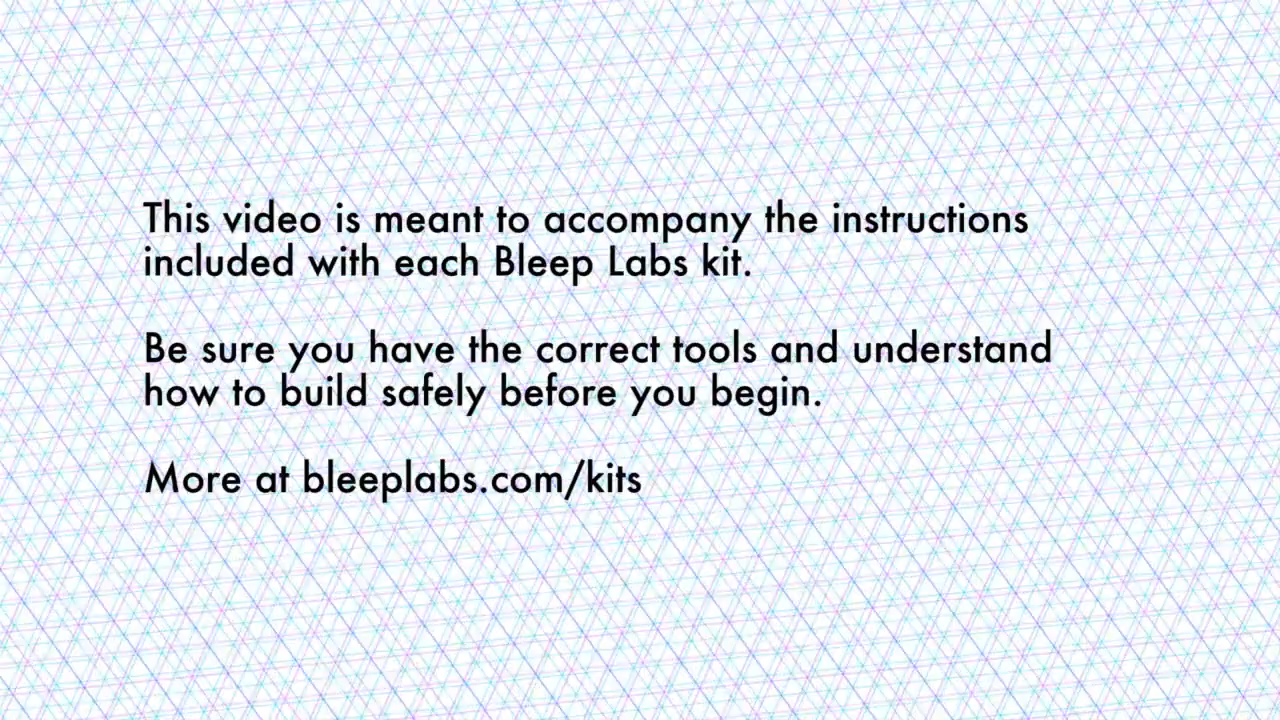 This video is meant to accompany the instructions
included with each Bleep Labs kit.
Be sure you have the correct tools and understand
how to build safely before you begin.
More at bleeplabs.com/kits